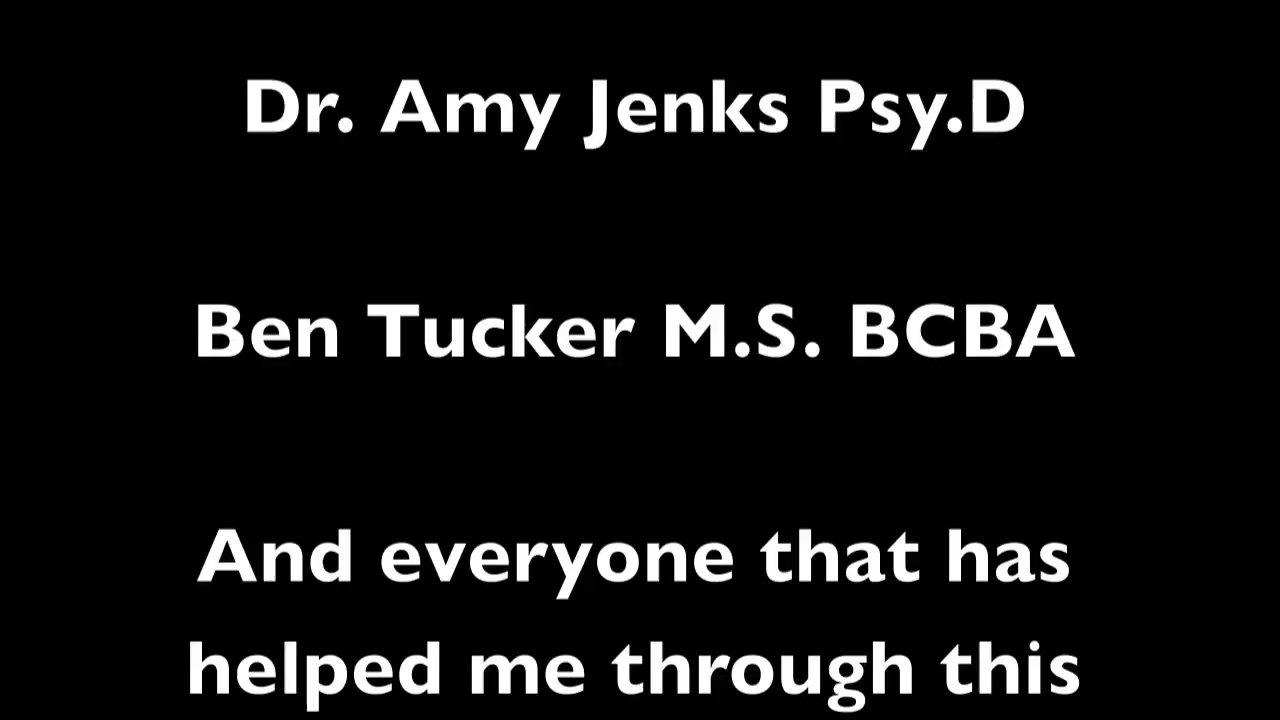 Dr. Amy Jenks Psy.D
Ben Tucker M.S. BCBA
And everyone that has
helped me through this